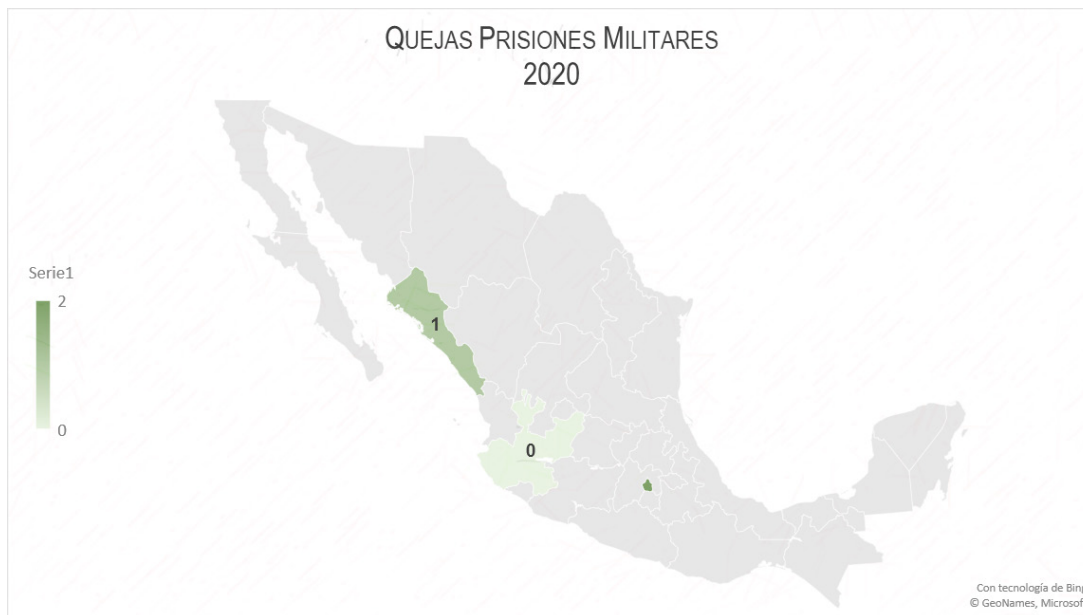 QUEJAS PRISIONES MILITARES
2020
Serie1
2
0
1
0
Con tecnología de Bing
© GeoNames, Microsoft